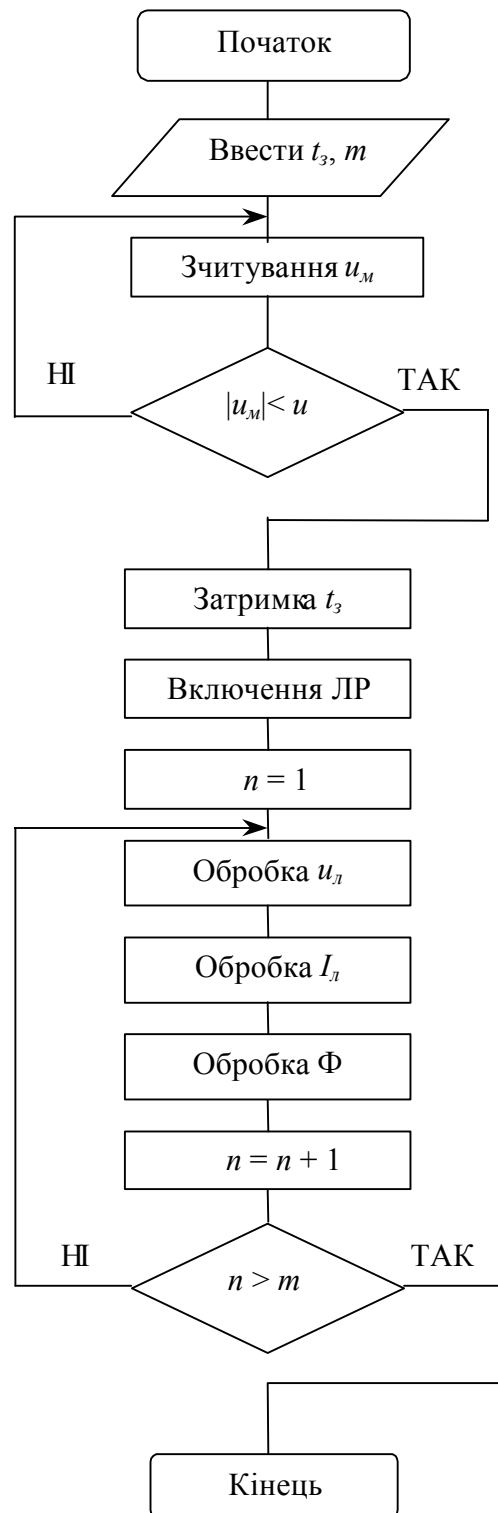 Початок
Ввести tз, m
Зчитування uм
НІ
ТАК
|uм|< u
Затримка tз
Включення ЛР
n = 1
Обробка uл
Обробка Iл
Обробка Ф
n = n + 1
НІ
ТАК
n > m
Кінець